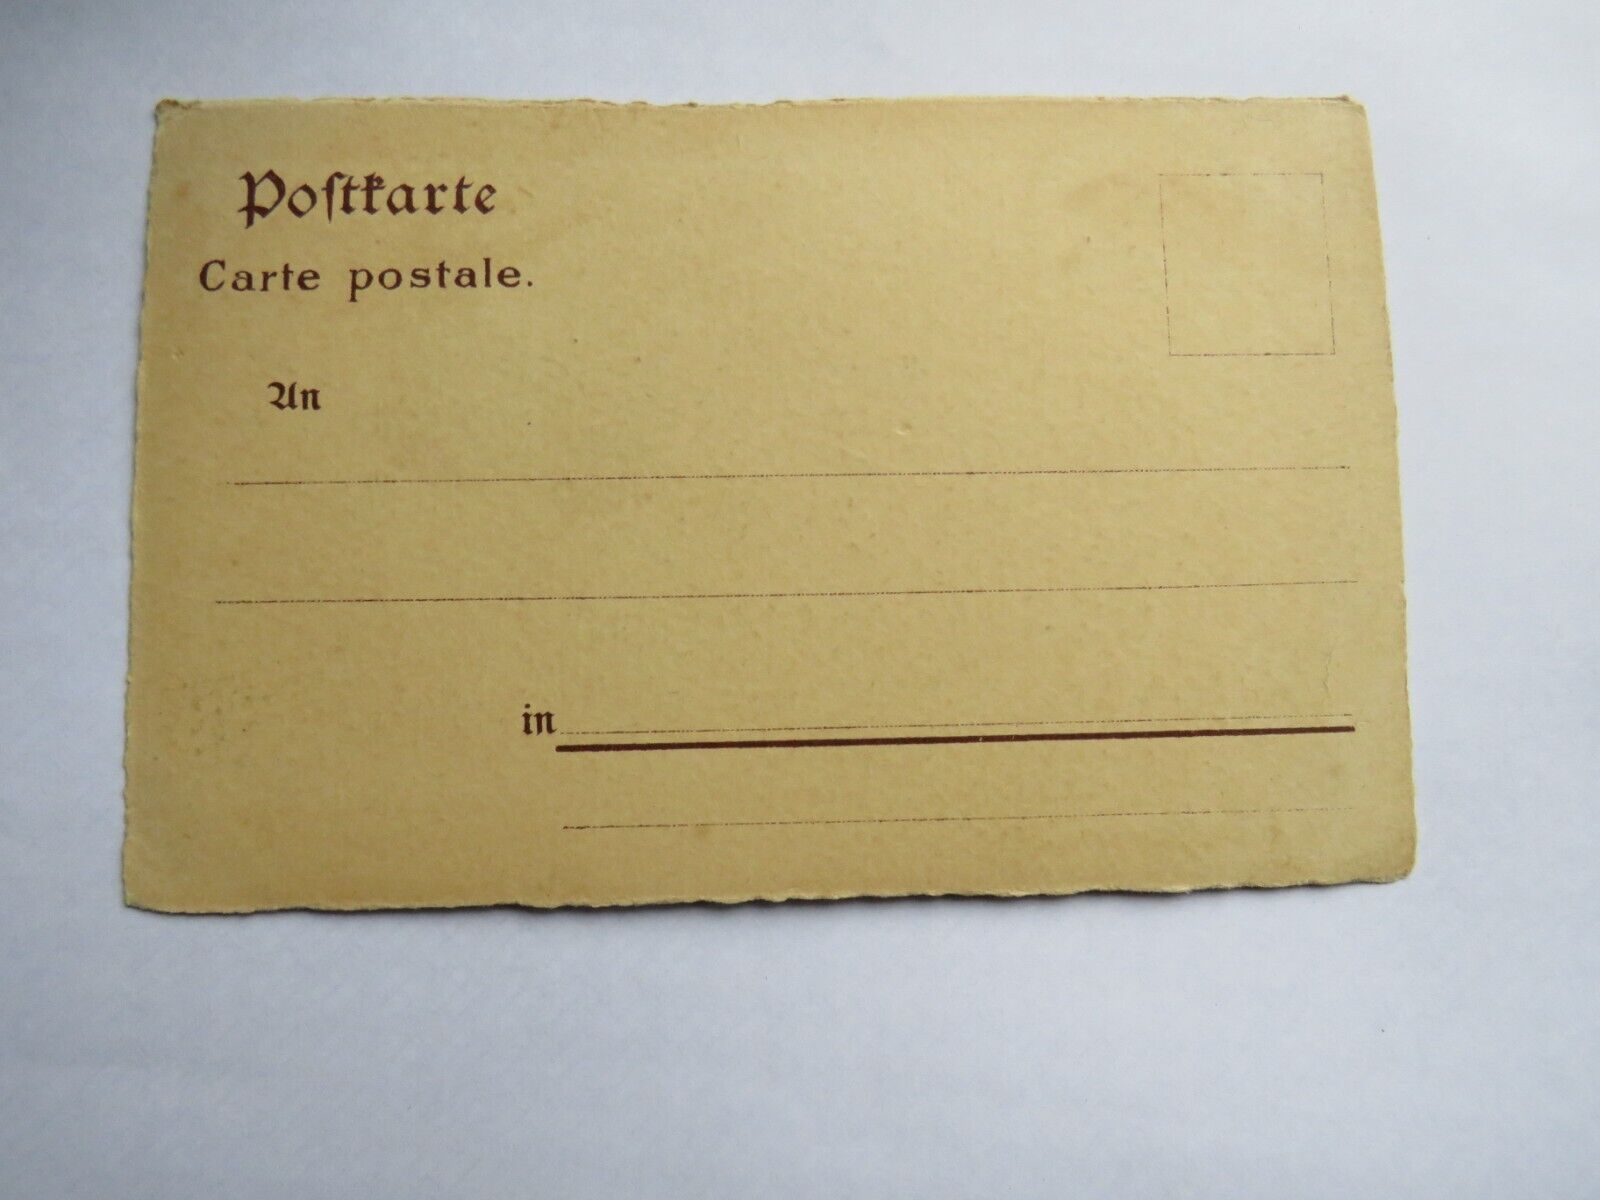 Poſtkarte
Carte postale.
An
in